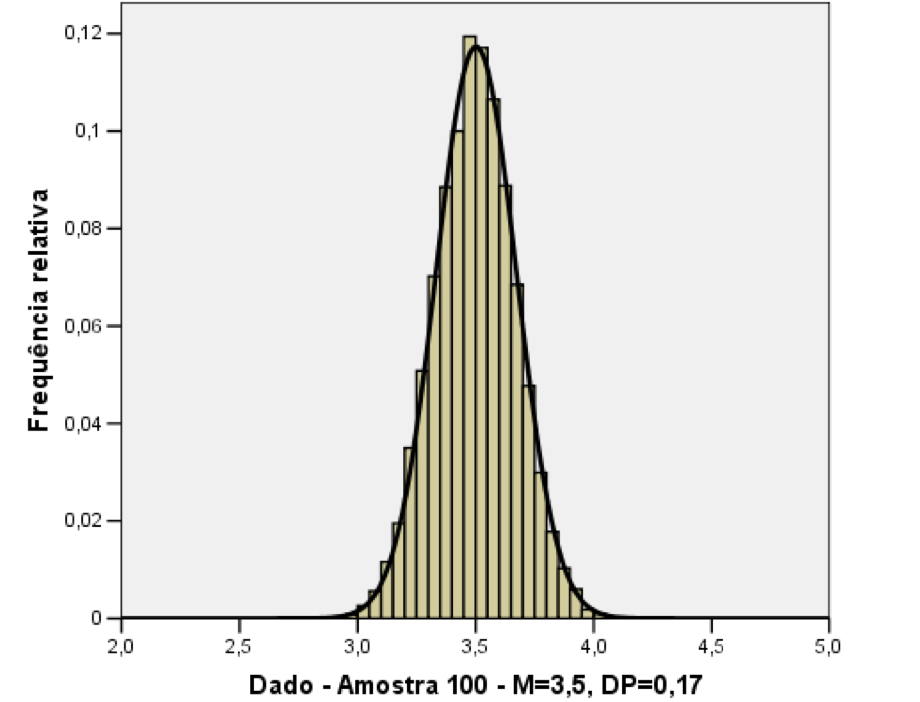 0,12
0,1
0,08
0,06
0,04
0,02
0
Frequência relativa
2,0 2,5 3,0 3,5 4,0 4,5 5,0
Dado - Amostra 100 - M=3,5, DP=0,17